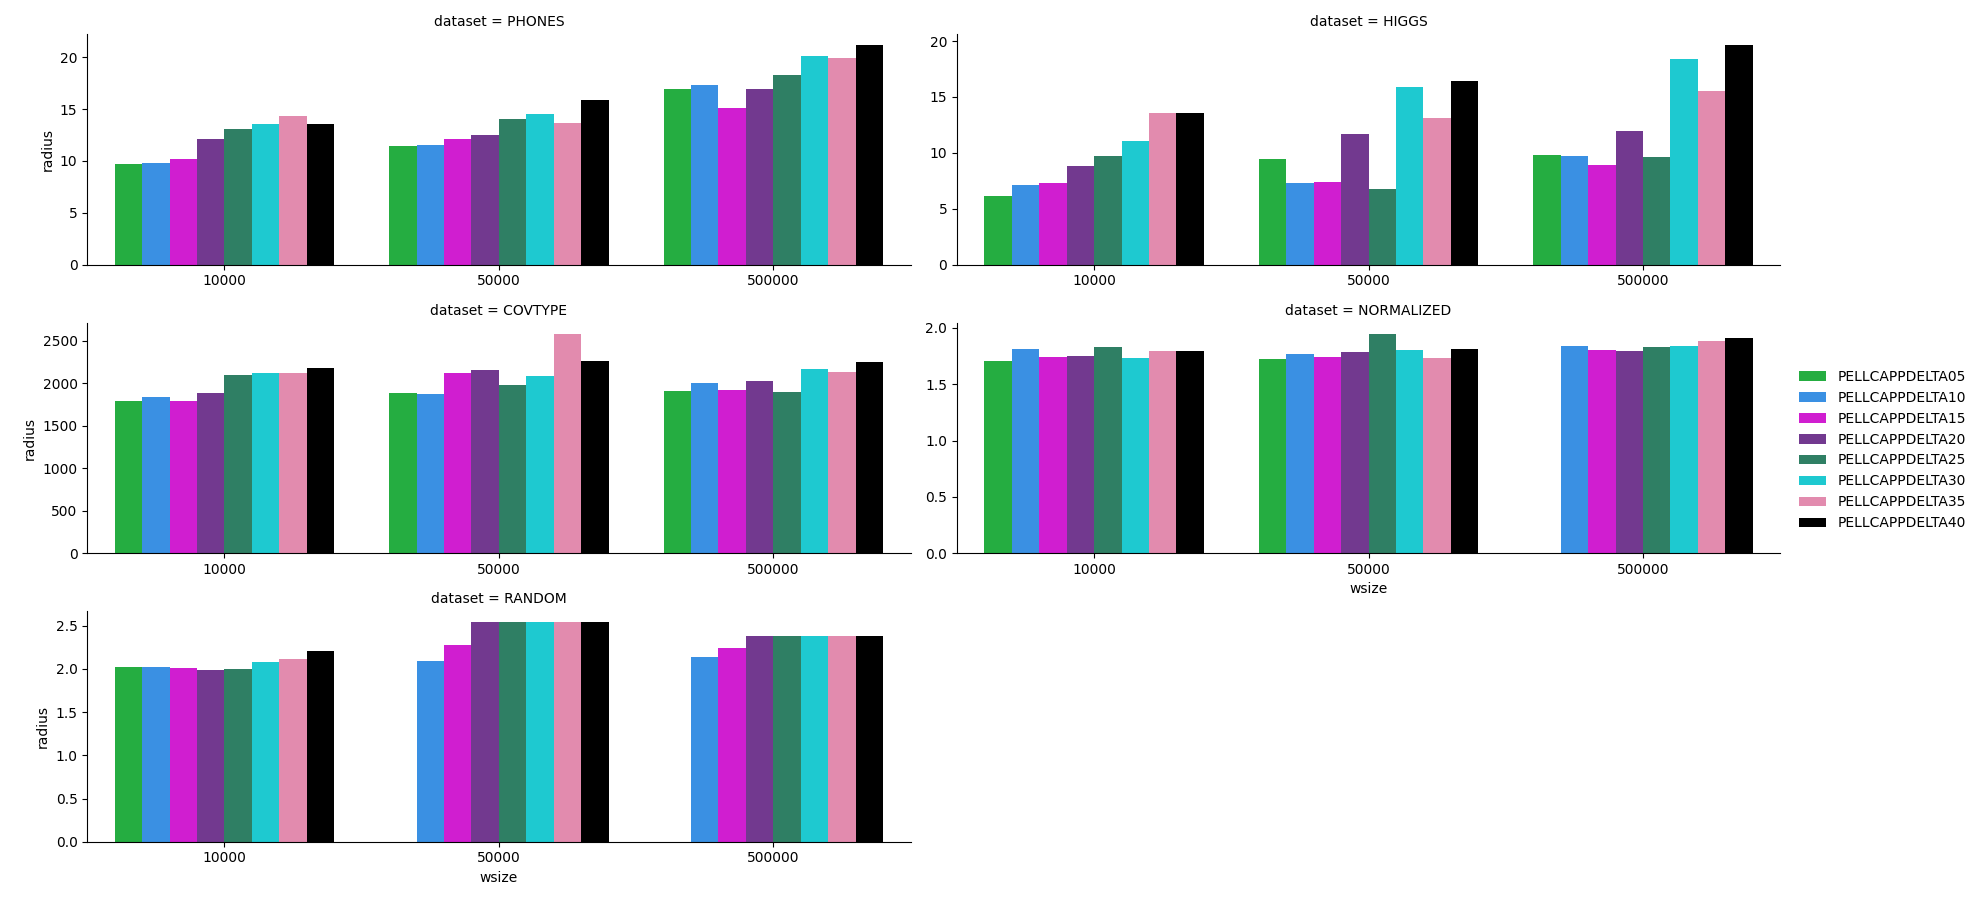 dataset = PHONES
radius
20
15
10
5
0
10000
50000
500000
dataset = HIGGS
20
15
10
5
0
10000
50000
500000
dataset = COVTYPE
radius
2500
2000
1500
1000
500
0
10000
50000
500000
dataset = NORMALIZED
2.0
1.5
1.0
0.5
0.0
10000
50000
500000
wsize
dataset = RANDOM
radius
2.5
2.0
1.5
1.0
0.5
0.0
10000
50000
500000
wsize
PELLCAPPDELTA05
PELLCAPPDELTA10
PELLCAPPDELTA15
PELLCAPPDELTA20
PELLCAPPDELTA25
PELLCAPPDELTA30
PELLCAPPDELTA35
PELLCAPPDELTA40